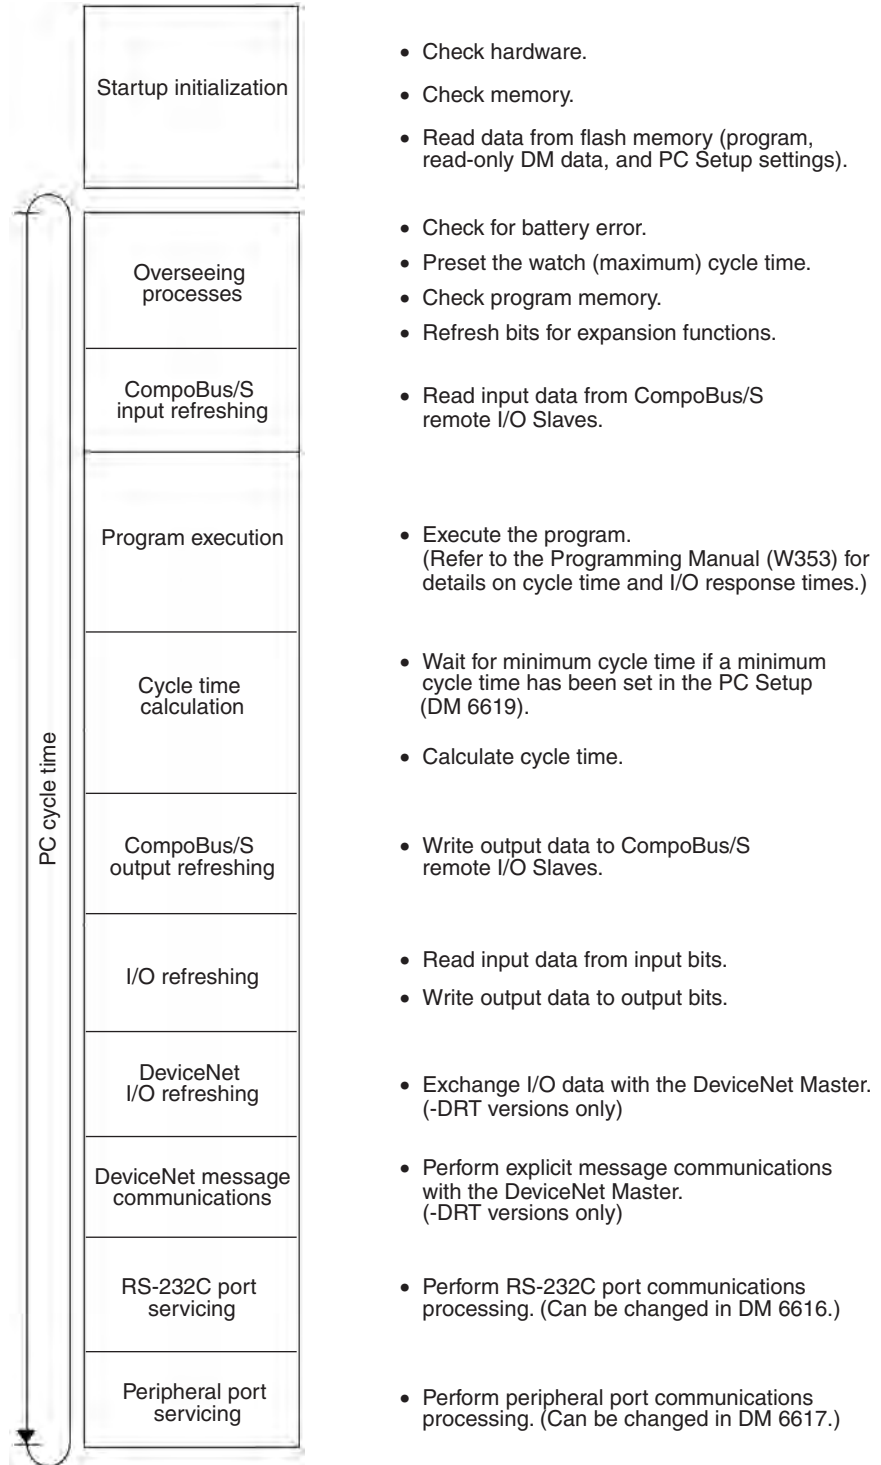 Startup initialization
• Check hardware.
• Check memory.
• Read data from flash memory (program,
read-only DM data, and PC Setup settings).
PC cycle time
Overseeing
processes
• Check for battery error.
• Preset the watch (maximum) cycle time.
• Check program memory.
• Refresh bits for expansion functions.
CompoBus/S
input refreshing
• Read input data from CompoBus/S
remote I/O Slaves.
Program execution
• Execute the program.
(Refer to the Programming Manual (W353) for
details on cycle time and I/O response times.)
Cycle time
calculation
• Wait for minimum cycle time if a minimum
cycle time has been set in the PC Setup
(DM 6619).
• Calculate cycle time.
CompoBus/S
output refreshing
• Write output data to CompoBus/S
remote I/O Slaves.
I/O refreshing
• Read input data from input bits.
• Write output data to output bits.
DeviceNet
I/O refreshing
• Exchange I/O data with the DeviceNet Master.
(-DRT versions only)
DeviceNet message
communications
• Perform explicit message communications
with the DeviceNet Master.
(-DRT versions only)
RS-232C port
servicing
• Perform RS-232C port communications
processing. (Can be changed in DM 6616.)
Peripheral port
servicing
• Perform peripheral port communications
processing. (Can be changed in DM 6617.)